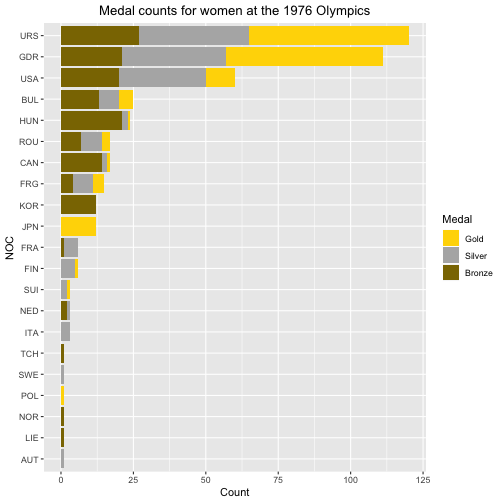 Medal counts for women at the 1976 Olympics
NOC
URS
GDR
USA
BUL
HUN
ROU
CAN
FRG
KOR
JPN
FRA
FIN
SUI
NED
ITA
TCH
SWE
POL
NOR
LIE
AUT
0 25 50 75 100 125
Count
Medal
Gold
Silver
Bronze